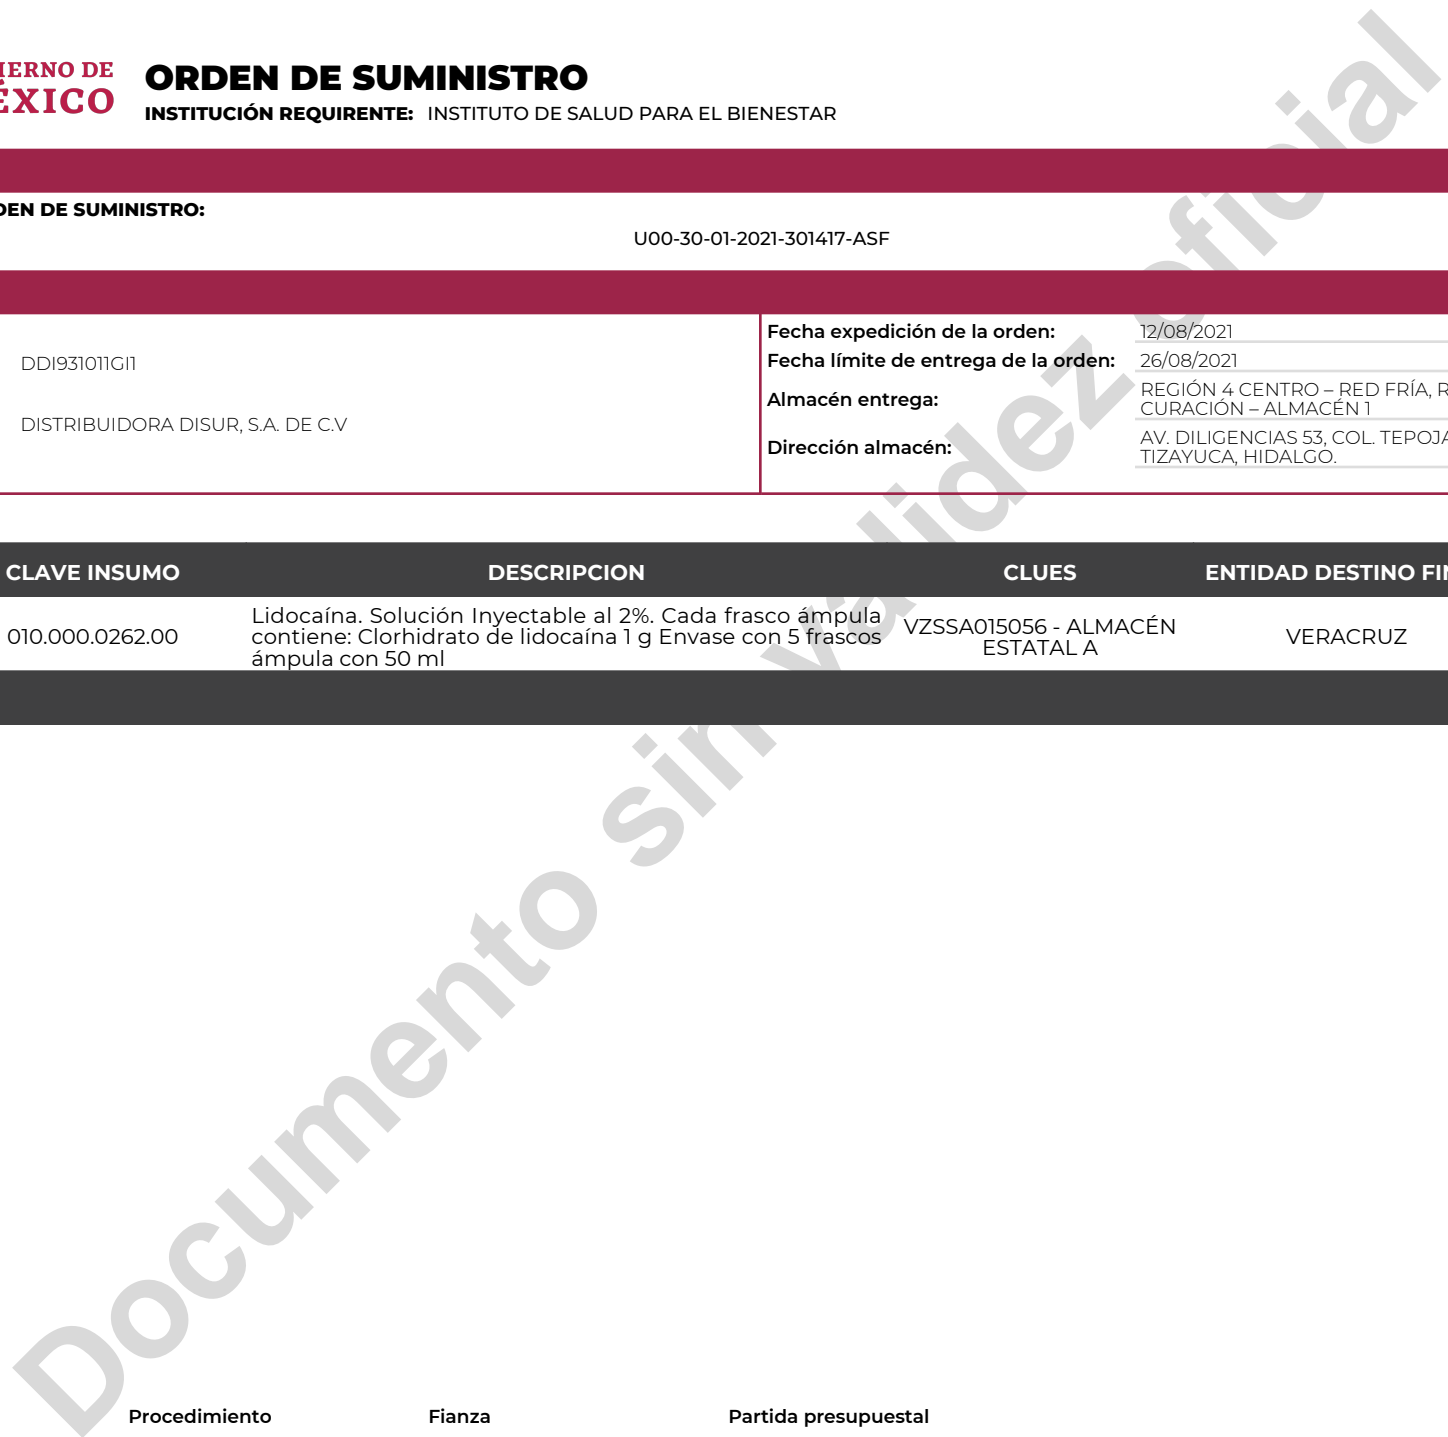 IERNO DE
ÉXICO
ORDEN DE SUMINISTRO
INSTITUCIÓN REQUIRENTE: INSTITUTO DE SALUD PARA EL BIENESTAR
DEN DE SUMINISTRO:
U00-30-01-2021-301417-ASF
DDI931011GI1
DISTRIBUIDORA DISUR, S.A. DE C.V
Fecha expedición de la orden: 12/08/2021
Fecha límite de entrega de la orden: 26/08/2021
Almacén entrega: REGIÓN 4 CENTRO – RED FRÍA, R
CURACIÓN – ALMACÉN 1
Dirección almacén: AV. DILIGENCIAS 53, COL. TEPOJA
TIZAYUCA, HIDALGO.
CLAVE INSUMO DESCRIPCION CLUES ENTIDAD DESTINO FIN
010.000.0262.00
Lidocaína. Solución Inyectable al 2%. Cada frasco ámpula
contiene: Clorhidrato de lidocaína 1 g Envase con 5 frascos
ámpula con 50 ml
VZSSA015056 - ALMACÉN
ESTATAL A
VERACRUZ
Documento sin validez oficial
Procedimiento Fianza Partida presupuestal